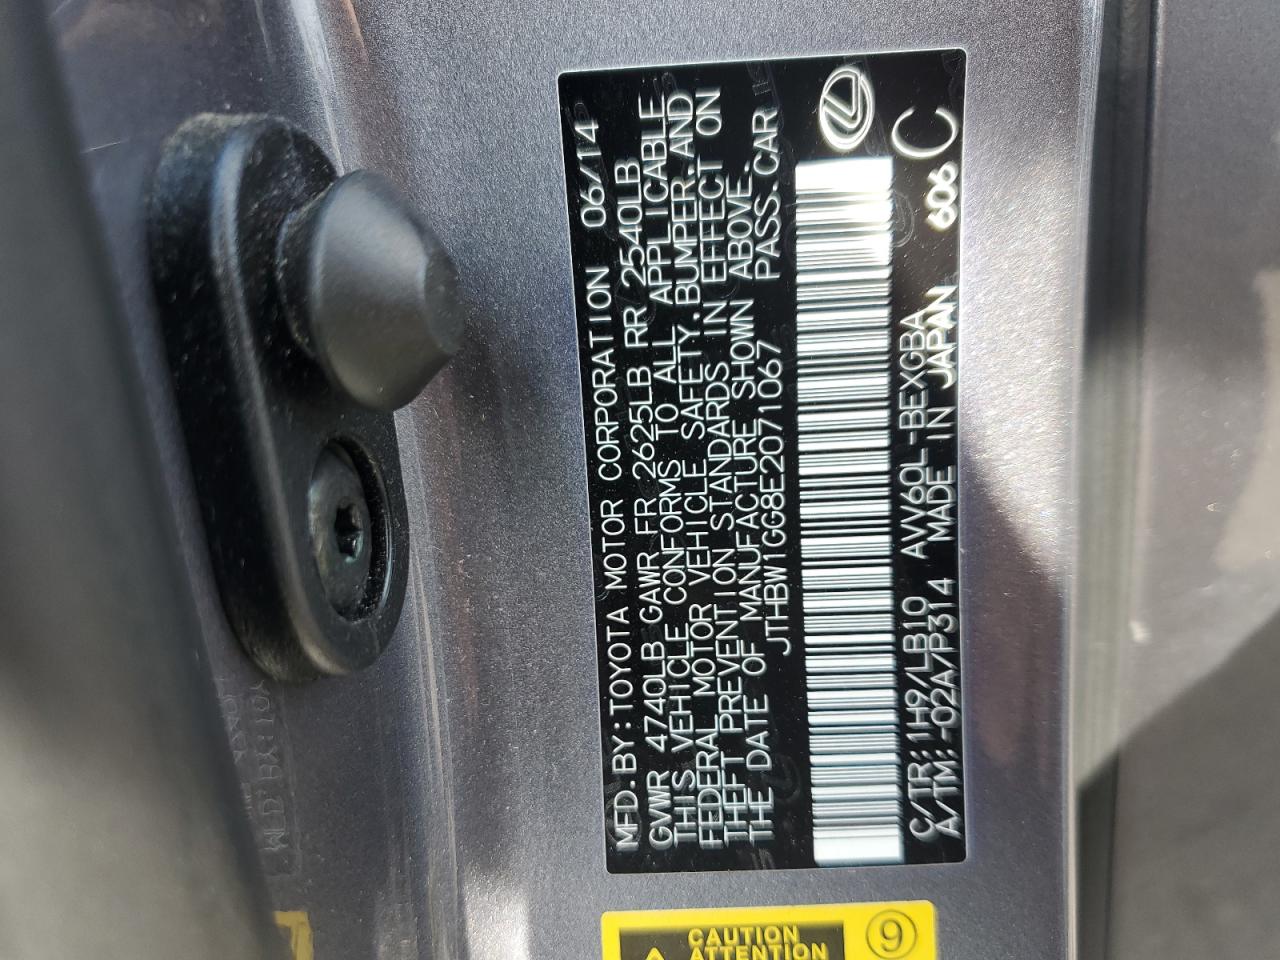 MFD.BY:TOYOTA MOTOR CORPORATION 06/14
GVWR 4740LB GAWR FR 2625LB RR 2540LB
THIS VEHICLE CONFORMS TO ALL APPLICABLE
FEDERAL MOTOR VEHICLE SAFETY,BUMPER,AND
THEFT PREVENTION STANDARDS IN EFFECT ON
THE DATE OF MANUFACTURE SHOWN ABOVE.
JTHBW1GG8E2071067 PASS.CAR
C/TR:1H9/LB10 AVV60L-BEXGBA C
A/TM:-02A/P314 MADE IN JAPAN 606
CAUTION
ATTENTION
9